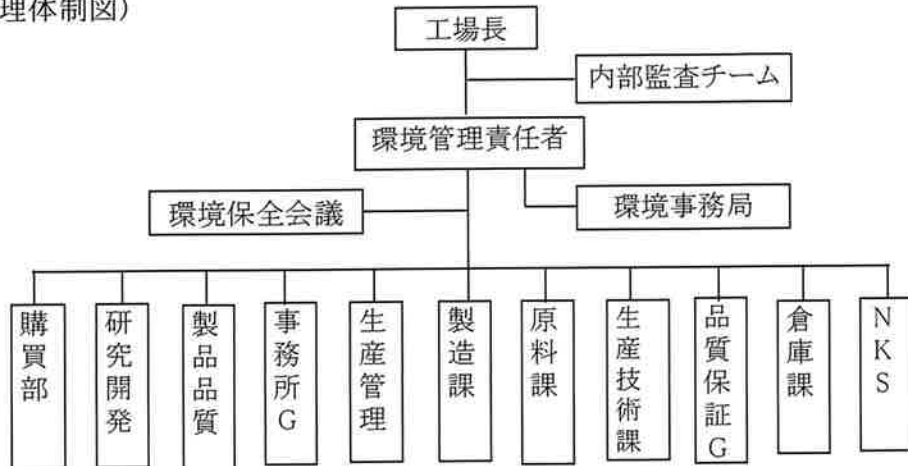 理体制図）
工場長
内部監査チーム
環境管理責任者
環境保全会議
環境事務局
購買部
研究開発
製品品質
事務所G
生産管理
製造課
原料課
生産技術課
品質保証G
倉庫課
NKS